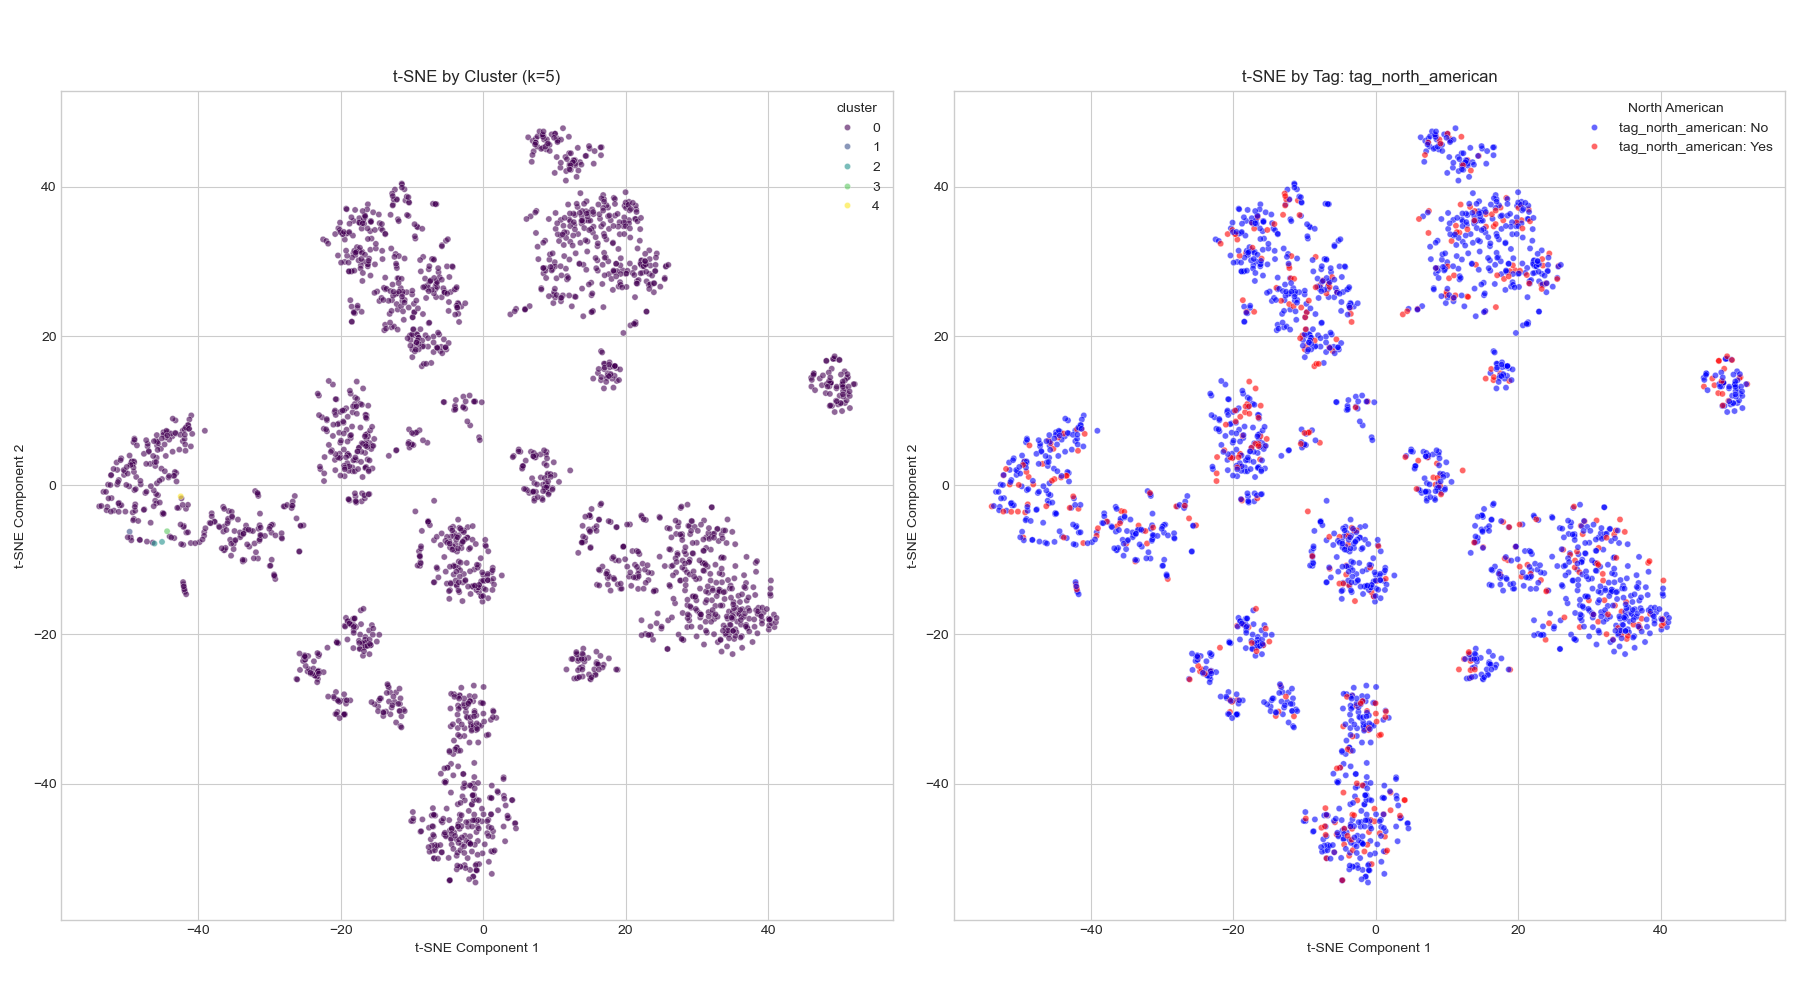 t-SNE by Cluster (k=5)
t-SNE Component 2
40
20
0
−20
−40
cluster
0
1
2
3
4
−40
−20
0
20
40
t-SNE Component 1
t-SNE by Tag: tag_north_american
t-SNE Component 2
40
20
0
−20
−40
North American
tag_north_american: No
tag_north_american: Yes
−40
−20
0
20
40
t-SNE Component 1